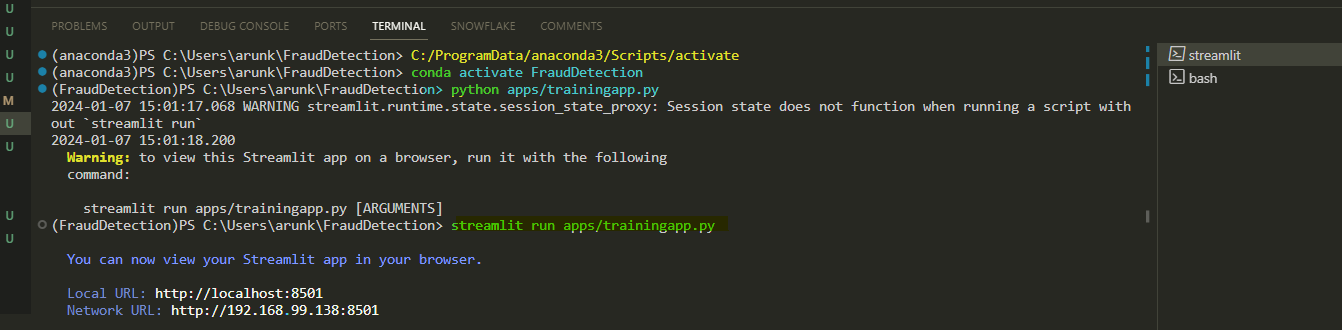 U
U
U
U
M
U
U
U
U
PROBLEMS OUTPUT DEBUG CONSOLE PORTS TERMINAL SNOWFLAKE COMMENTS
(anaconda3)PS C:\Users\arunk\FraudDetection> C:/ProgramData/anaconda3/Scripts/activate
(anaconda3)PS C:\Users\arunk\FraudDetection> conda activate FraudDetection
(FraudDetection)PS C:\Users\arunk\FraudDetection> python apps/trainingapp.py
2024-01-07 15:01:17.068 WARNING streamlit.runtime.state.session_state_proxy: Session state does not function when running a script with
out `streamlit run`
2024-01-07 15:01:18.200
Warning: to view this Streamlit app on a browser, run it with the following
command:
streamlit run apps/trainingapp.py [ARGUMENTS]
(FraudDetection)PS C:\Users\arunk\FraudDetection> streamlit run apps/trainingapp.py
You can now view your Streamlit app in your browser.
Local URL: http://localhost:8501
Network URL: http://192.168.99.138:8501
streamlit
bash